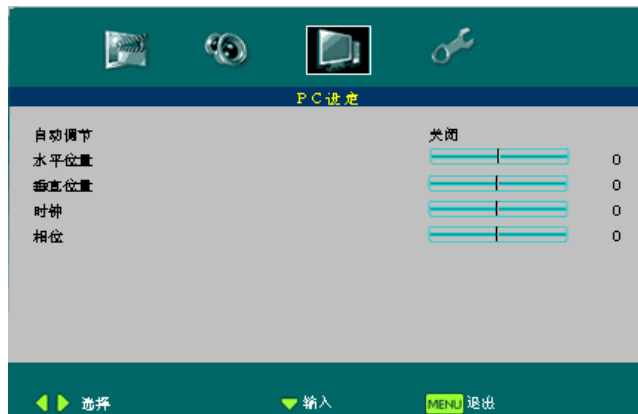 PC设定
自动调节 关闭
水平位置 0
垂直位置 0
时钟 0
相位 0
选择 输入 MENU 退出